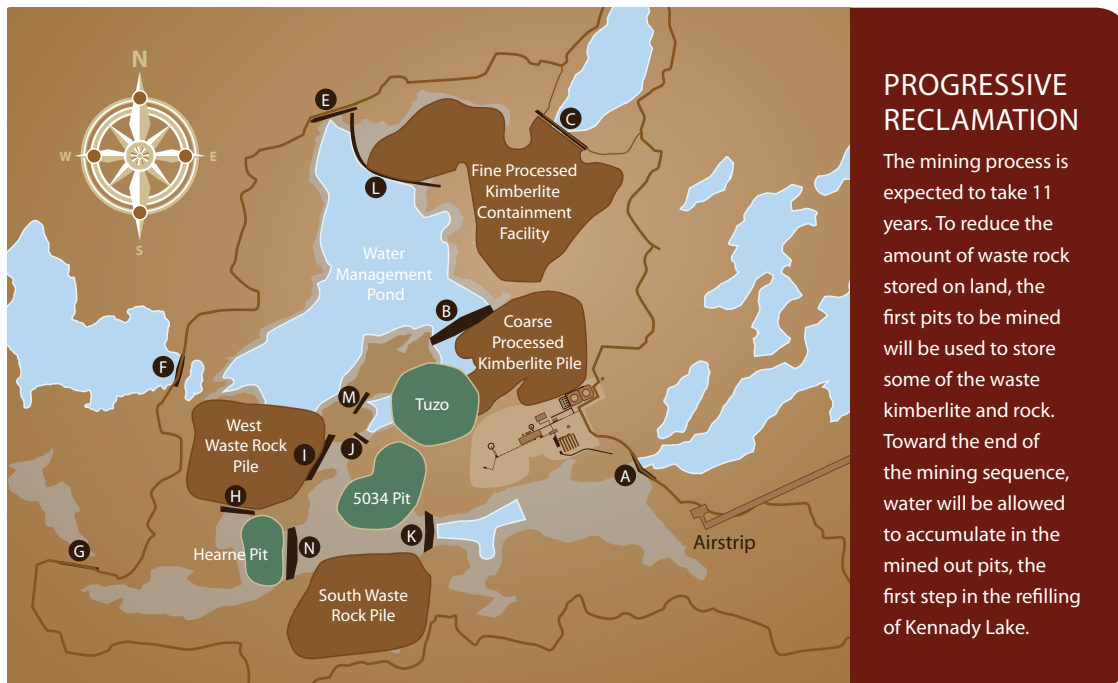 N
W
E
S
E
C
L
Fine Processed
Kimberlite
Containment
Facility
Water
Management
Pond
B
Coarse
Processed
Kimberlite Pile
F
M
Tuzo
West
Waste Rock
Pile
I
J
A
H
5034 Pit
K
Airstrip
G
Hearne Pit
N
South Waste
Rock Pile
PROGRESSIVE
RECLAMATION
The mining process is
expected to take 11
years. To reduce the
amount of waste rock
stored on land, the
first pits to be mined
will be used to store
some of the waste
kimberlite and rock.
Toward the end of
the mining sequence,
water will be allowed
to accumulate in the
mined out pits, the
first step in the refilling
of Kennady Lake.